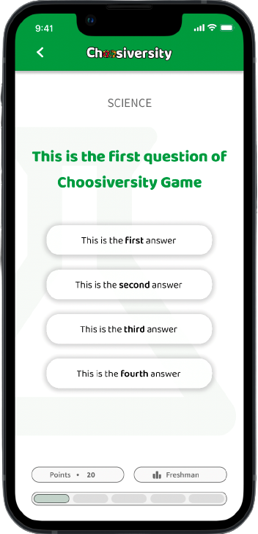 9:41
Choosiversity
SCIENCE
This is the first question of
Choosiversity Game
This is the first answer
This is the second answer
This is the third answer
This is the fourth answer
Points • 20
Freshman